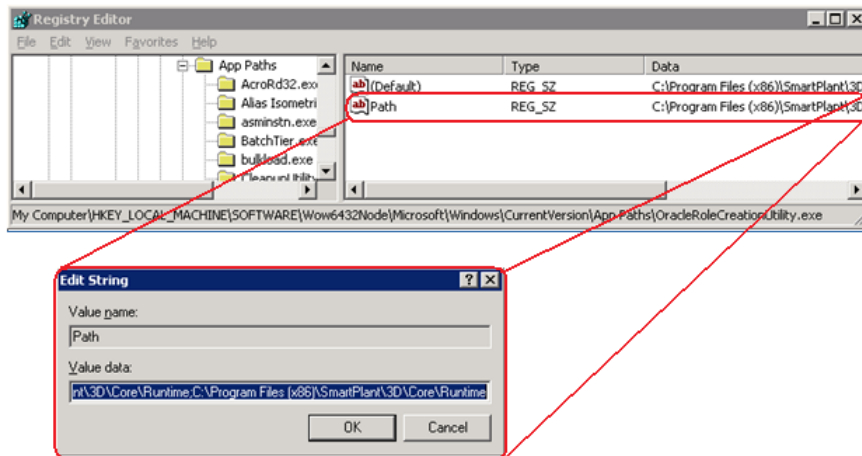 Registry Editor
File Edit View Favorites Help
App Paths
AcroRd32.exe
Alias Isometri
asminstn.exe
BatchTier.exe
bulkload.exe
CleanupUtility
Name Type Data
(Default) REG_SZ C:\Program Files (x86)\SmartPlant\3D
Path REG_SZ C:\Program Files (x86)\SmartPlant\3D
My Computer\HKEY_LOCAL_MACHINE\SOFTWARE\Wow6432Node\Microsoft\Windows\CurrentVersion\App Paths\OracleRoleCreationUtility.exe
Edit String
Value name:
Path
Value data:
nt\3D\Core\Runtime;C:\Program Files (x86)\SmartPlant\3D\Core\Runtime
OK Cancel